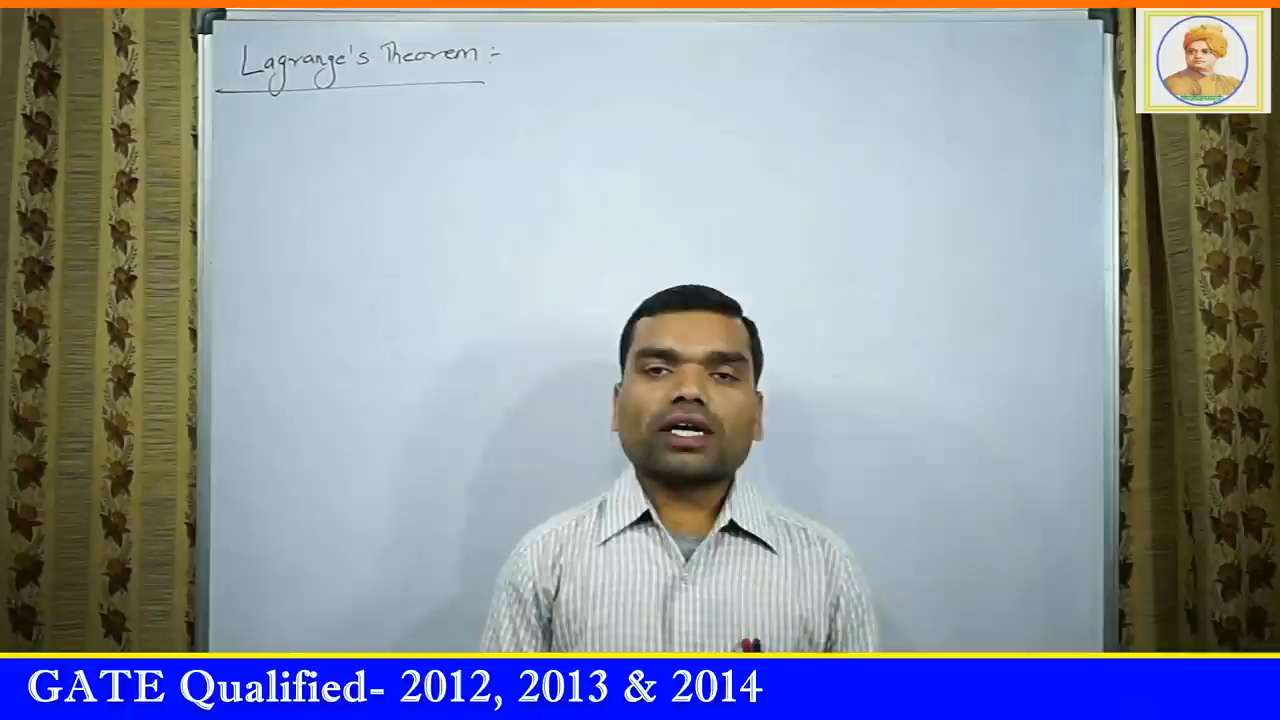 Lagrange's Theorem :-
GATE Qualified- 2012, 2013 & 2014